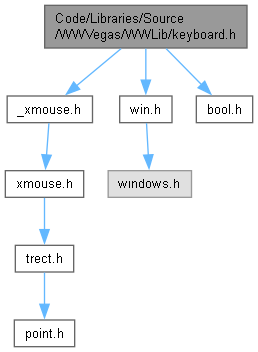 Code/Libraries/Source
/WWVegas/WWLib/keyboard.h
_xmouse.h
win.h
bool.h
xmouse.h
windows.h
trect.h
point.h